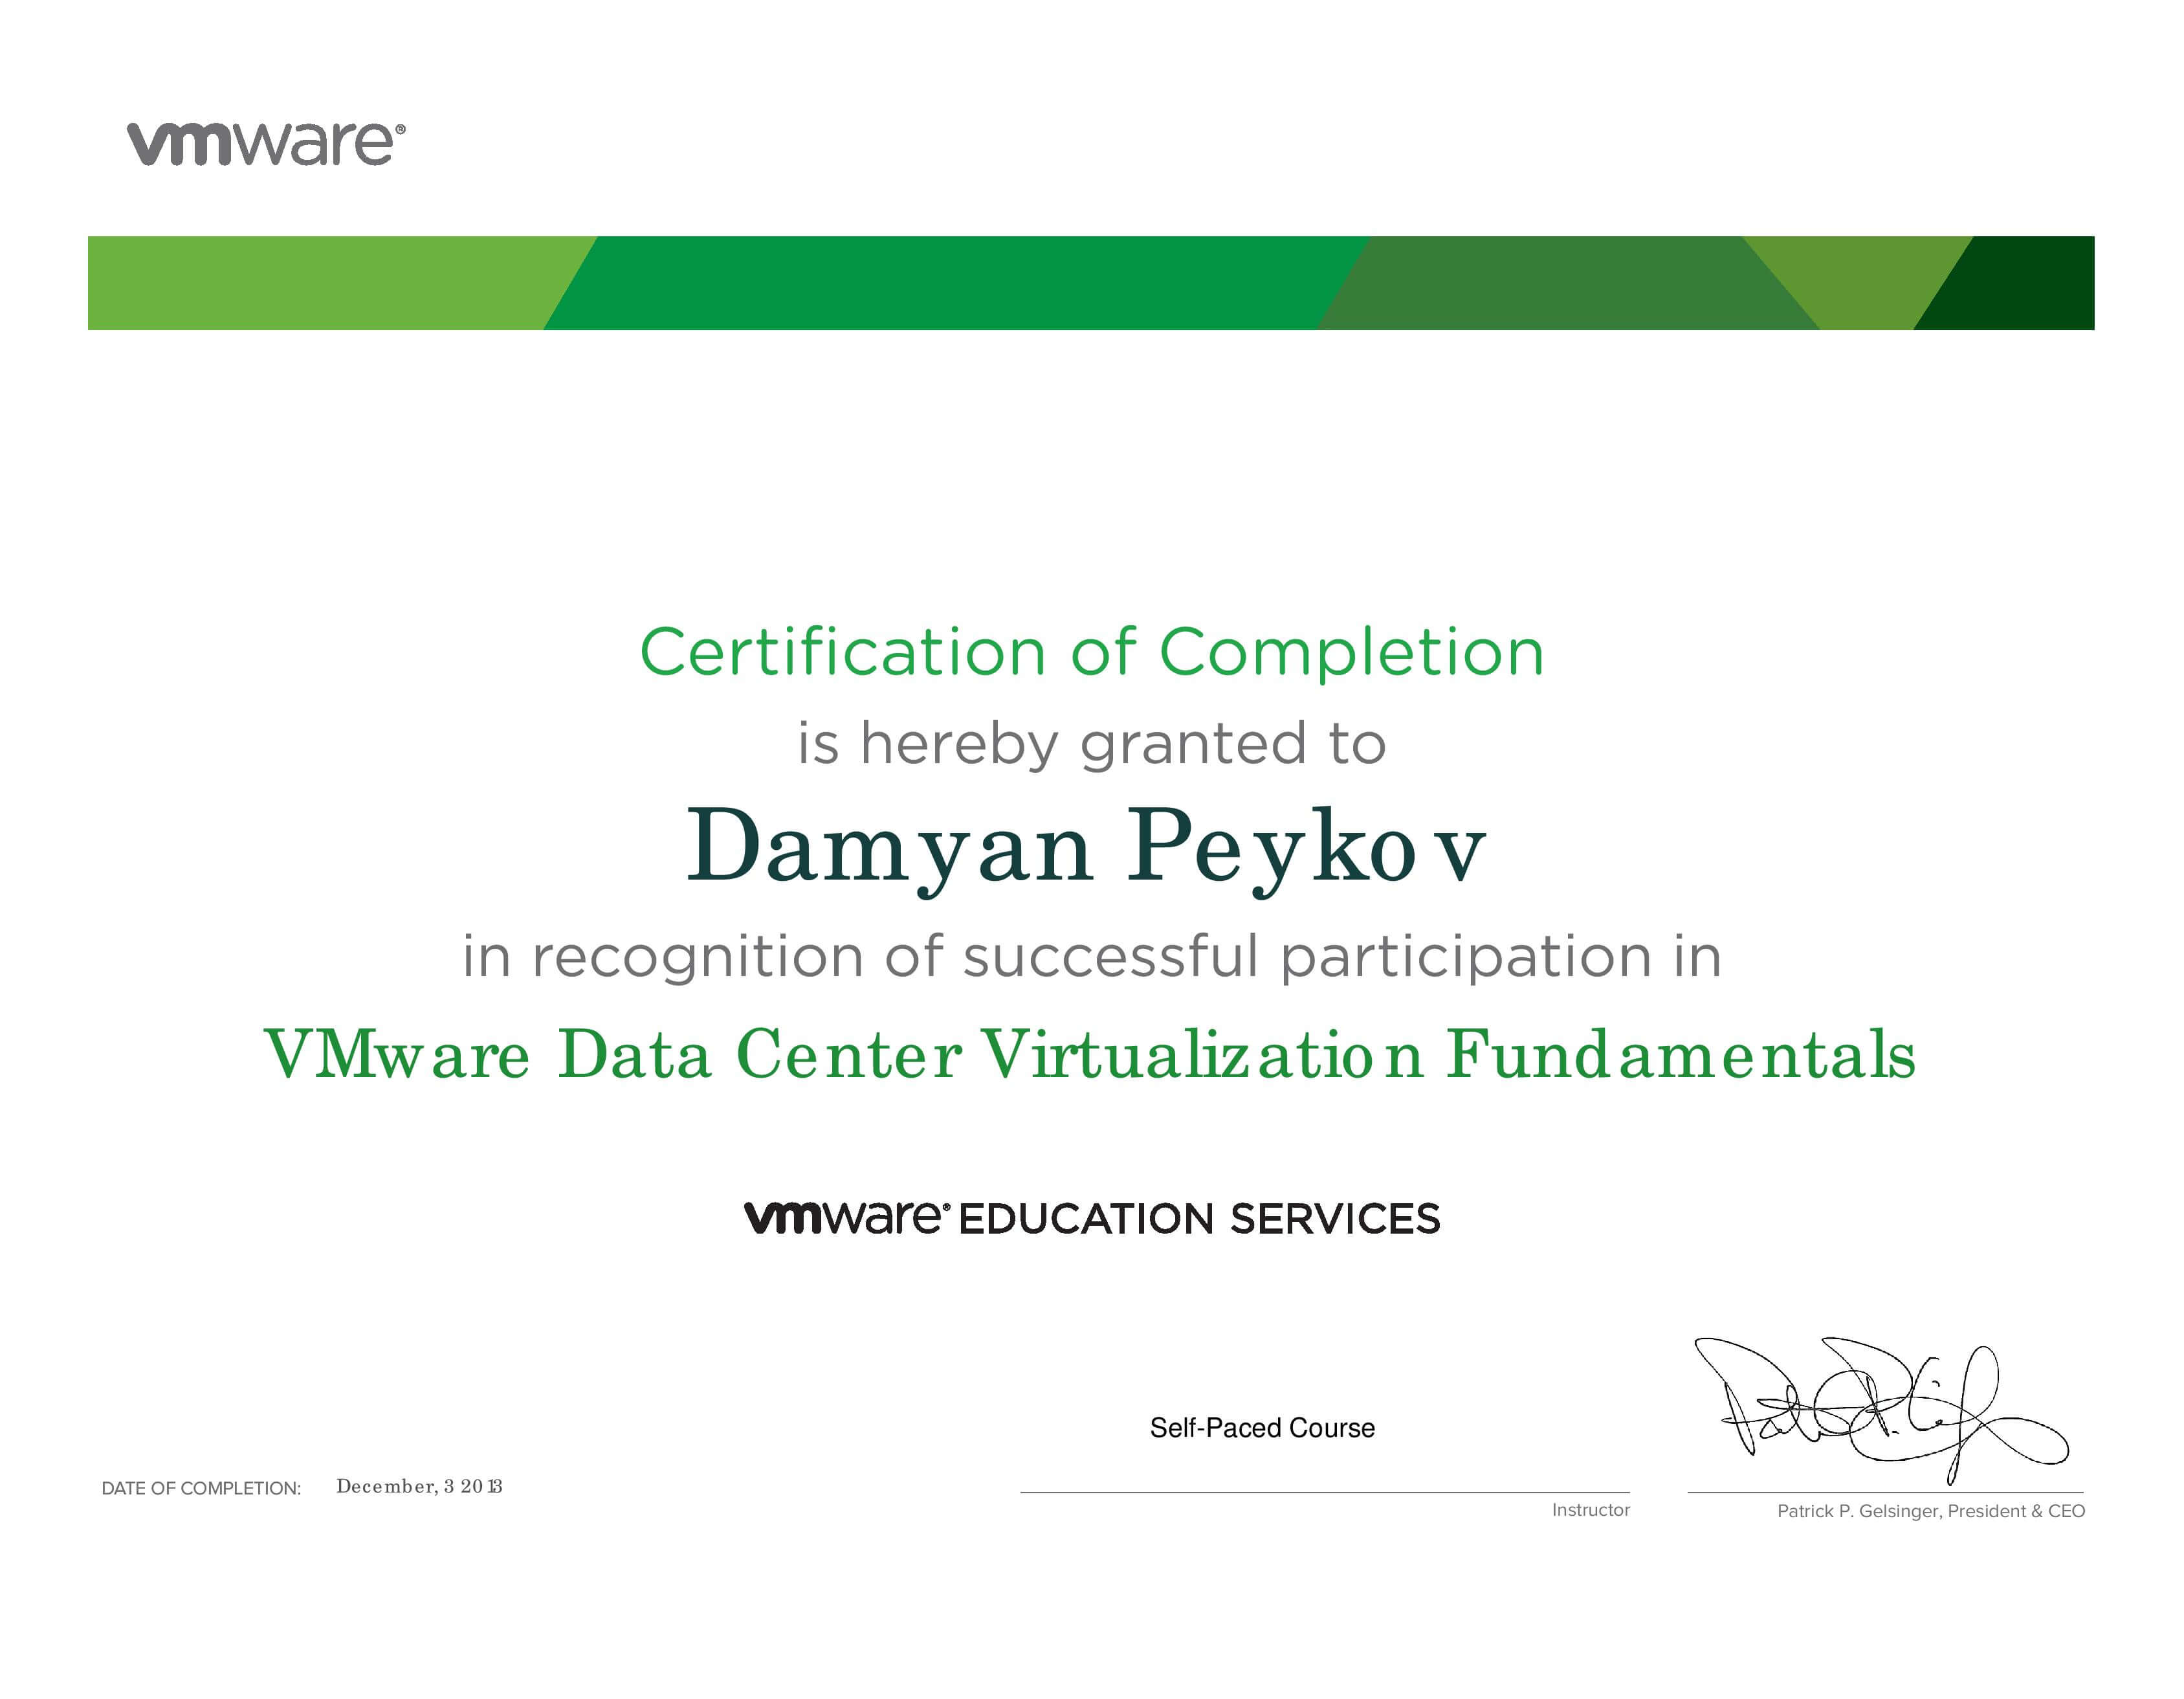 vmware®
Certification of Completion
is hereby granted to
Damyan Peykov
in recognition of successful participation in
VMware Data Center Virtualization Fundamentals
vmware® EDUCATION SERVICES
Self-Paced Course
DATE OF COMPLETION: December, 3 2013
Instructor
Patrick P. Gelsinger, President & CEO